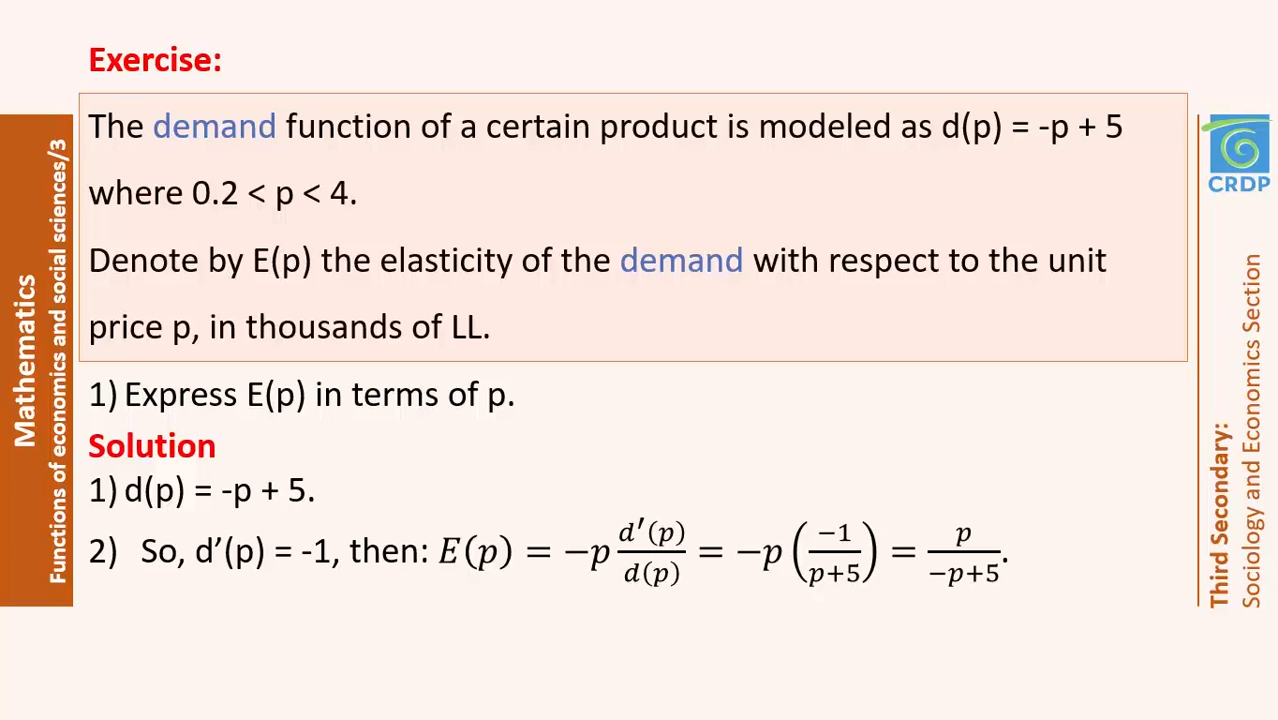 Exercise:
The demand function of a certain product is modeled as d(p) = -p + 5
where 0.2 < p < 4.
Denote by E(p) the elasticity of the demand with respect to the unit
price p, in thousands of LL.
1) Express E(p) in terms of p.
Solution
1) d(p) = -p + 5.
2) So, d’(p) = -1, then: E(p) = −p d′(p)/d(p) = −p (−1/p+5) = p/−p+5.
Mathematics
Functions of economics and social sciences/3
CRDP
Third Secondary:
Sociology and Economics Section